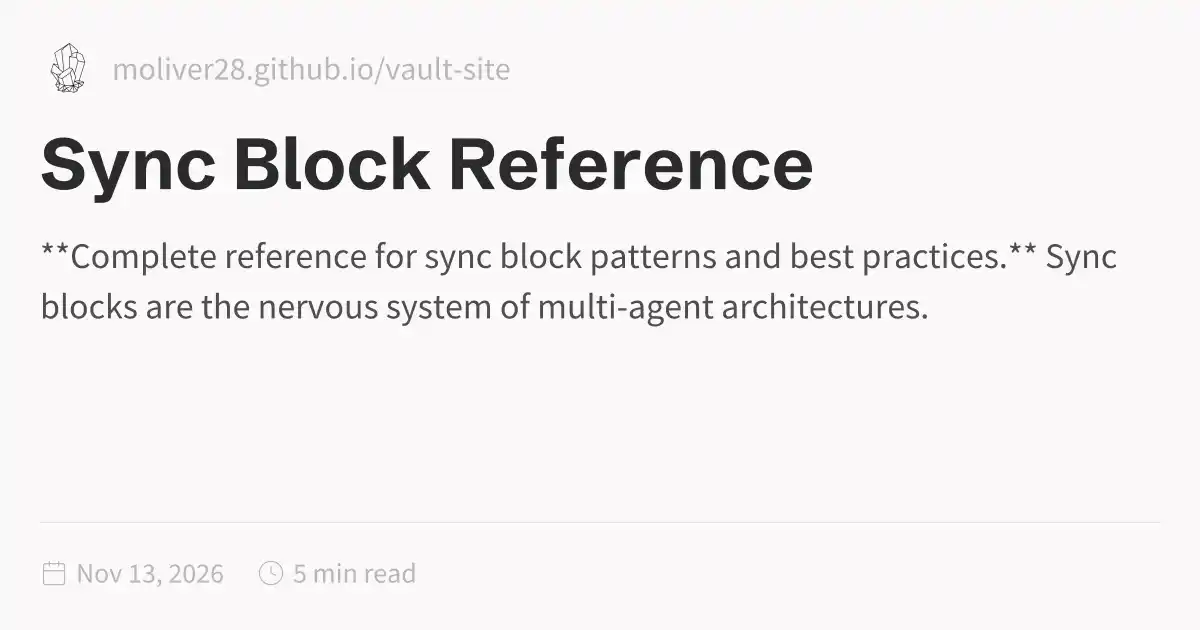 moliver28.github.io/vault-site
Sync Block Reference
**Complete reference for sync block patterns and best practices.** Sync
blocks are the nervous system of multi-agent architectures.
Nov 13, 2026 5 min read